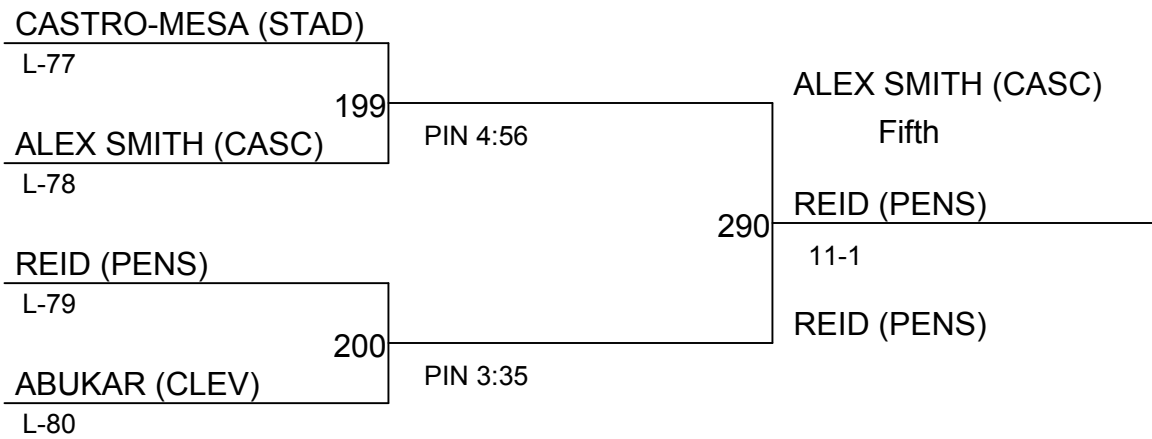 CASTRO-MESA (STAD)
L-77
199
PIN 4:56
ALEX SMITH (CASC)
L-78
REID (PENS)
L-79
200
PIN 3:35
ABUKAR (CLEV)
L-80
ALEX SMITH (CASC)
Fifth
290
REID (PENS)
11-1
REID (PENS)